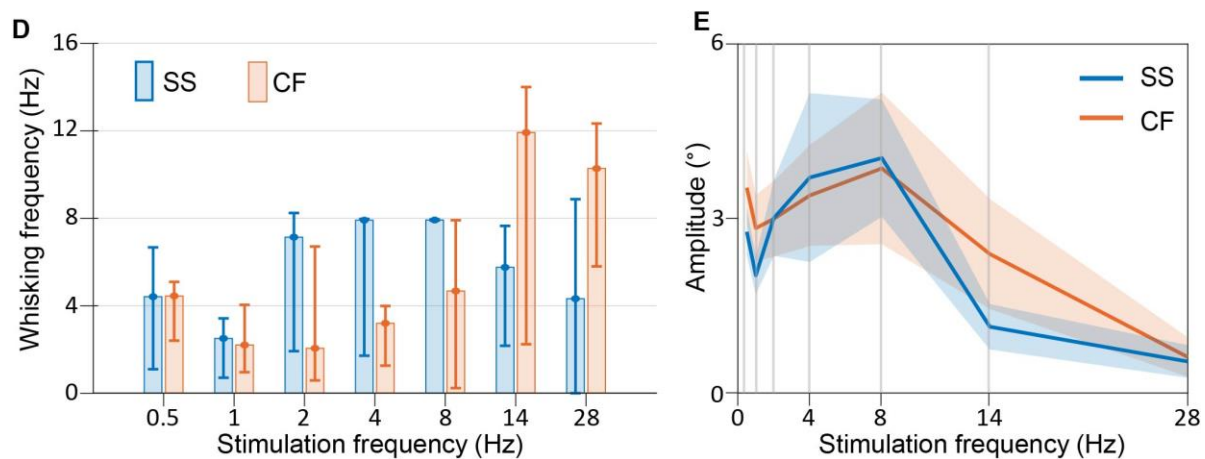 D
16
12
8
4
0
Whisking frequency (Hz)
SS
CF
0.5 1 2 4 8 14 28
Stimulation frequency (Hz)
E
6
3
0
Amplitude (°)
SS
CF
0 4 8 14 28
Stimulation frequency (Hz)